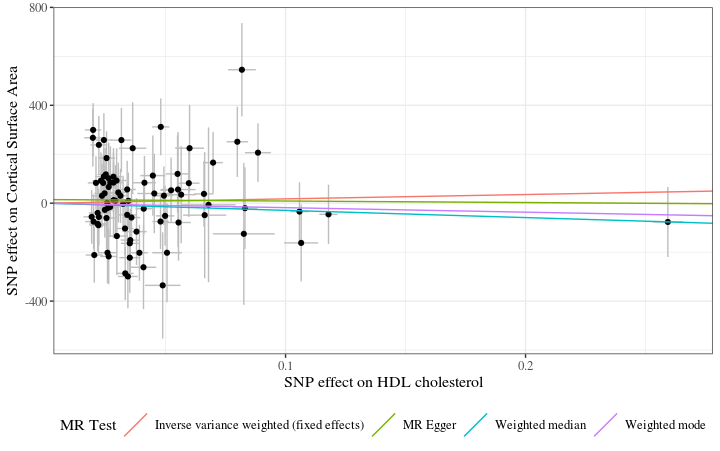 800
400
0
-400
SNP effect on Cortical Surface Area
0.1
0.2
SNP effect on HDL cholesterol
MR Test
Inverse variance weighted (fixed effects)
MR Egger
Weighted median
Weighted mode